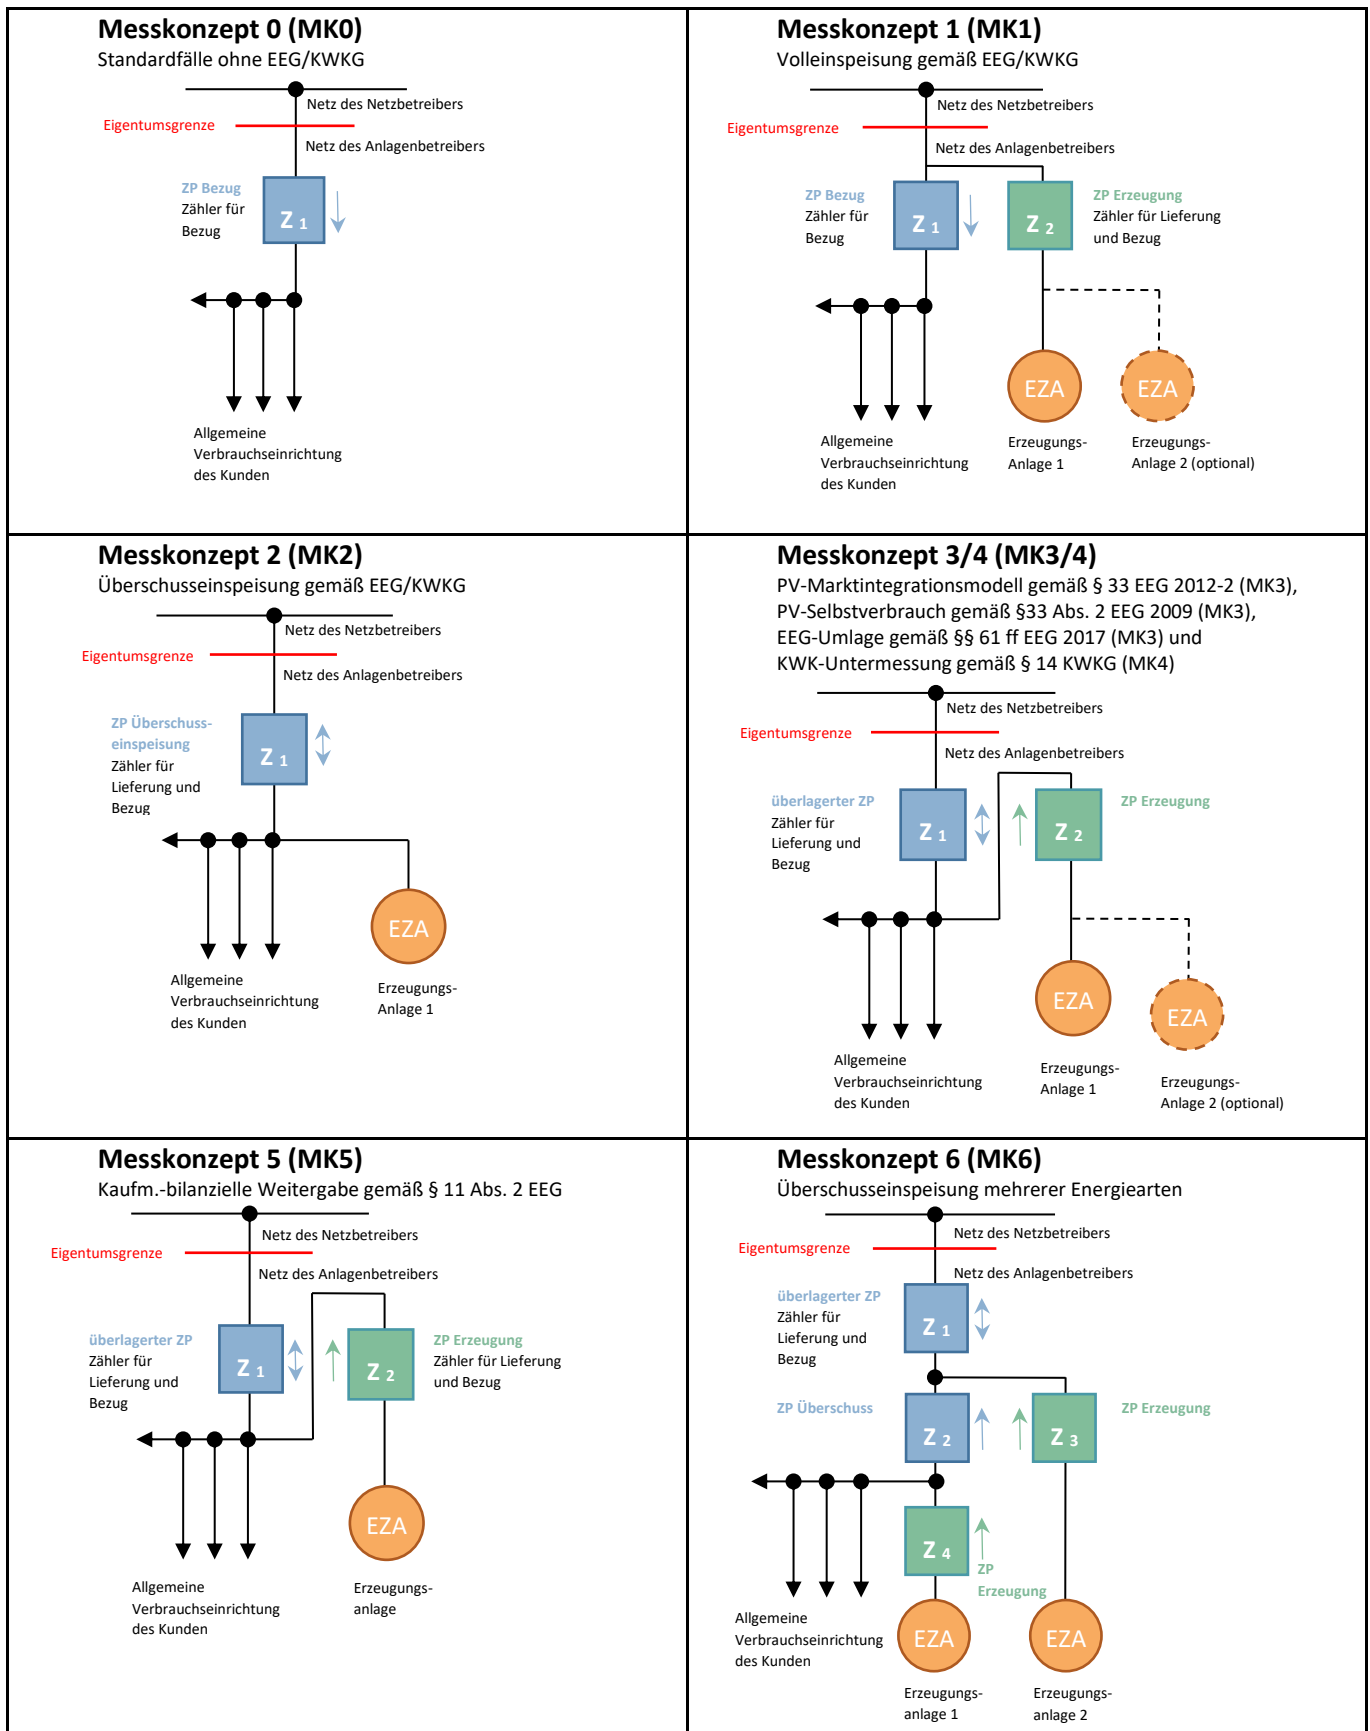 Messkonzept 0 (MK0)
Standardfälle ohne EEG/KWKG
Netz des Netzbetreibers
Eigentumsgrenze
Netz des Anlagenbetreibers
ZP Bezug
Zähler für
Bezug
Z 1
Allgemeine
Verbrauchseinrichtung
des Kunden
Messkonzept 1 (MK1)
Volleinspeisung gemäß EEG/KWKG
Netz des Netzbetreibers
Eigentumsgrenze
Netz des Anlagenbetreibers
ZP Bezug
Zähler für
Bezug
Z 1
Z 2
ZP Erzeugung
Zähler für Lieferung
und Bezug
EZA
EZA
Allgemeine
Verbrauchseinrichtung
des Kunden
Erzeugungs-
Anlage 1
Erzeugungs-
Anlage 2 (optional)
Messkonzept 2 (MK2)
Überschusseinspeisung gemäß EEG/KWKG
Netz des Netzbetreibers
Eigentumsgrenze
Netz des Anlagenbetreibers
ZP Überschuss-
einspeisung
Zähler für
Lieferung und
Bezug
Z 1
EZA
Allgemeine
Verbrauchseinrichtung
des Kunden
Erzeugungs-
Anlage 1
Messkonzept 3/4 (MK3/4)
PV-Marktintegrationsmodell gemäß § 33 EEG 2012-2 (MK3),
PV-Selbstverbrauch gemäß §33 Abs. 2 EEG 2009 (MK3),
EEG-Umlage gemäß §§ 61 ff EEG 2017 (MK3) und
KWK-Untermessung gemäß § 14 KWKG (MK4)
Netz des Netzbetreibers
Eigentumsgrenze
Netz des Anlagenbetreibers
überlagerter ZP
Zähler für
Lieferung und
Bezug
Z 1
Z 2
ZP Erzeugung
EZA
EZA
Allgemeine
Verbrauchseinrichtung
des Kunden
Erzeugungs-
Anlage 1
Erzeugungs-
Anlage 2 (optional)
Messkonzept 5 (MK5)
Kaufm.-bilanzielle Weitergabe gemäß § 11 Abs. 2 EEG
Netz des Netzbetreibers
Eigentumsgrenze
Netz des Anlagenbetreibers
überlagerter ZP
Zähler für
Lieferung und
Bezug
Z 1
Z 2
ZP Erzeugung
Zähler für Lieferung
und Bezug
EZA
Allgemeine
Verbrauchseinrichtung
des Kunden
Erzeugungs-
anlage
Messkonzept 6 (MK6)
Überschusseinspeisung mehrerer Energiearten
Netz des Netzbetreibers
Eigentumsgrenze
Netz des Anlagenbetreibers
überlagerter ZP
Zähler für
Lieferung und
Bezug
Z 1
ZP Überschuss
Z 2
Z 3
ZP Erzeugung
Z 4
ZP
Erzeugung
Allgemeine
Verbrauchseinrichtung
des Kunden
EZA
EZA
Erzeugungs-
anlage 1
Erzeugungs-
anlage 2